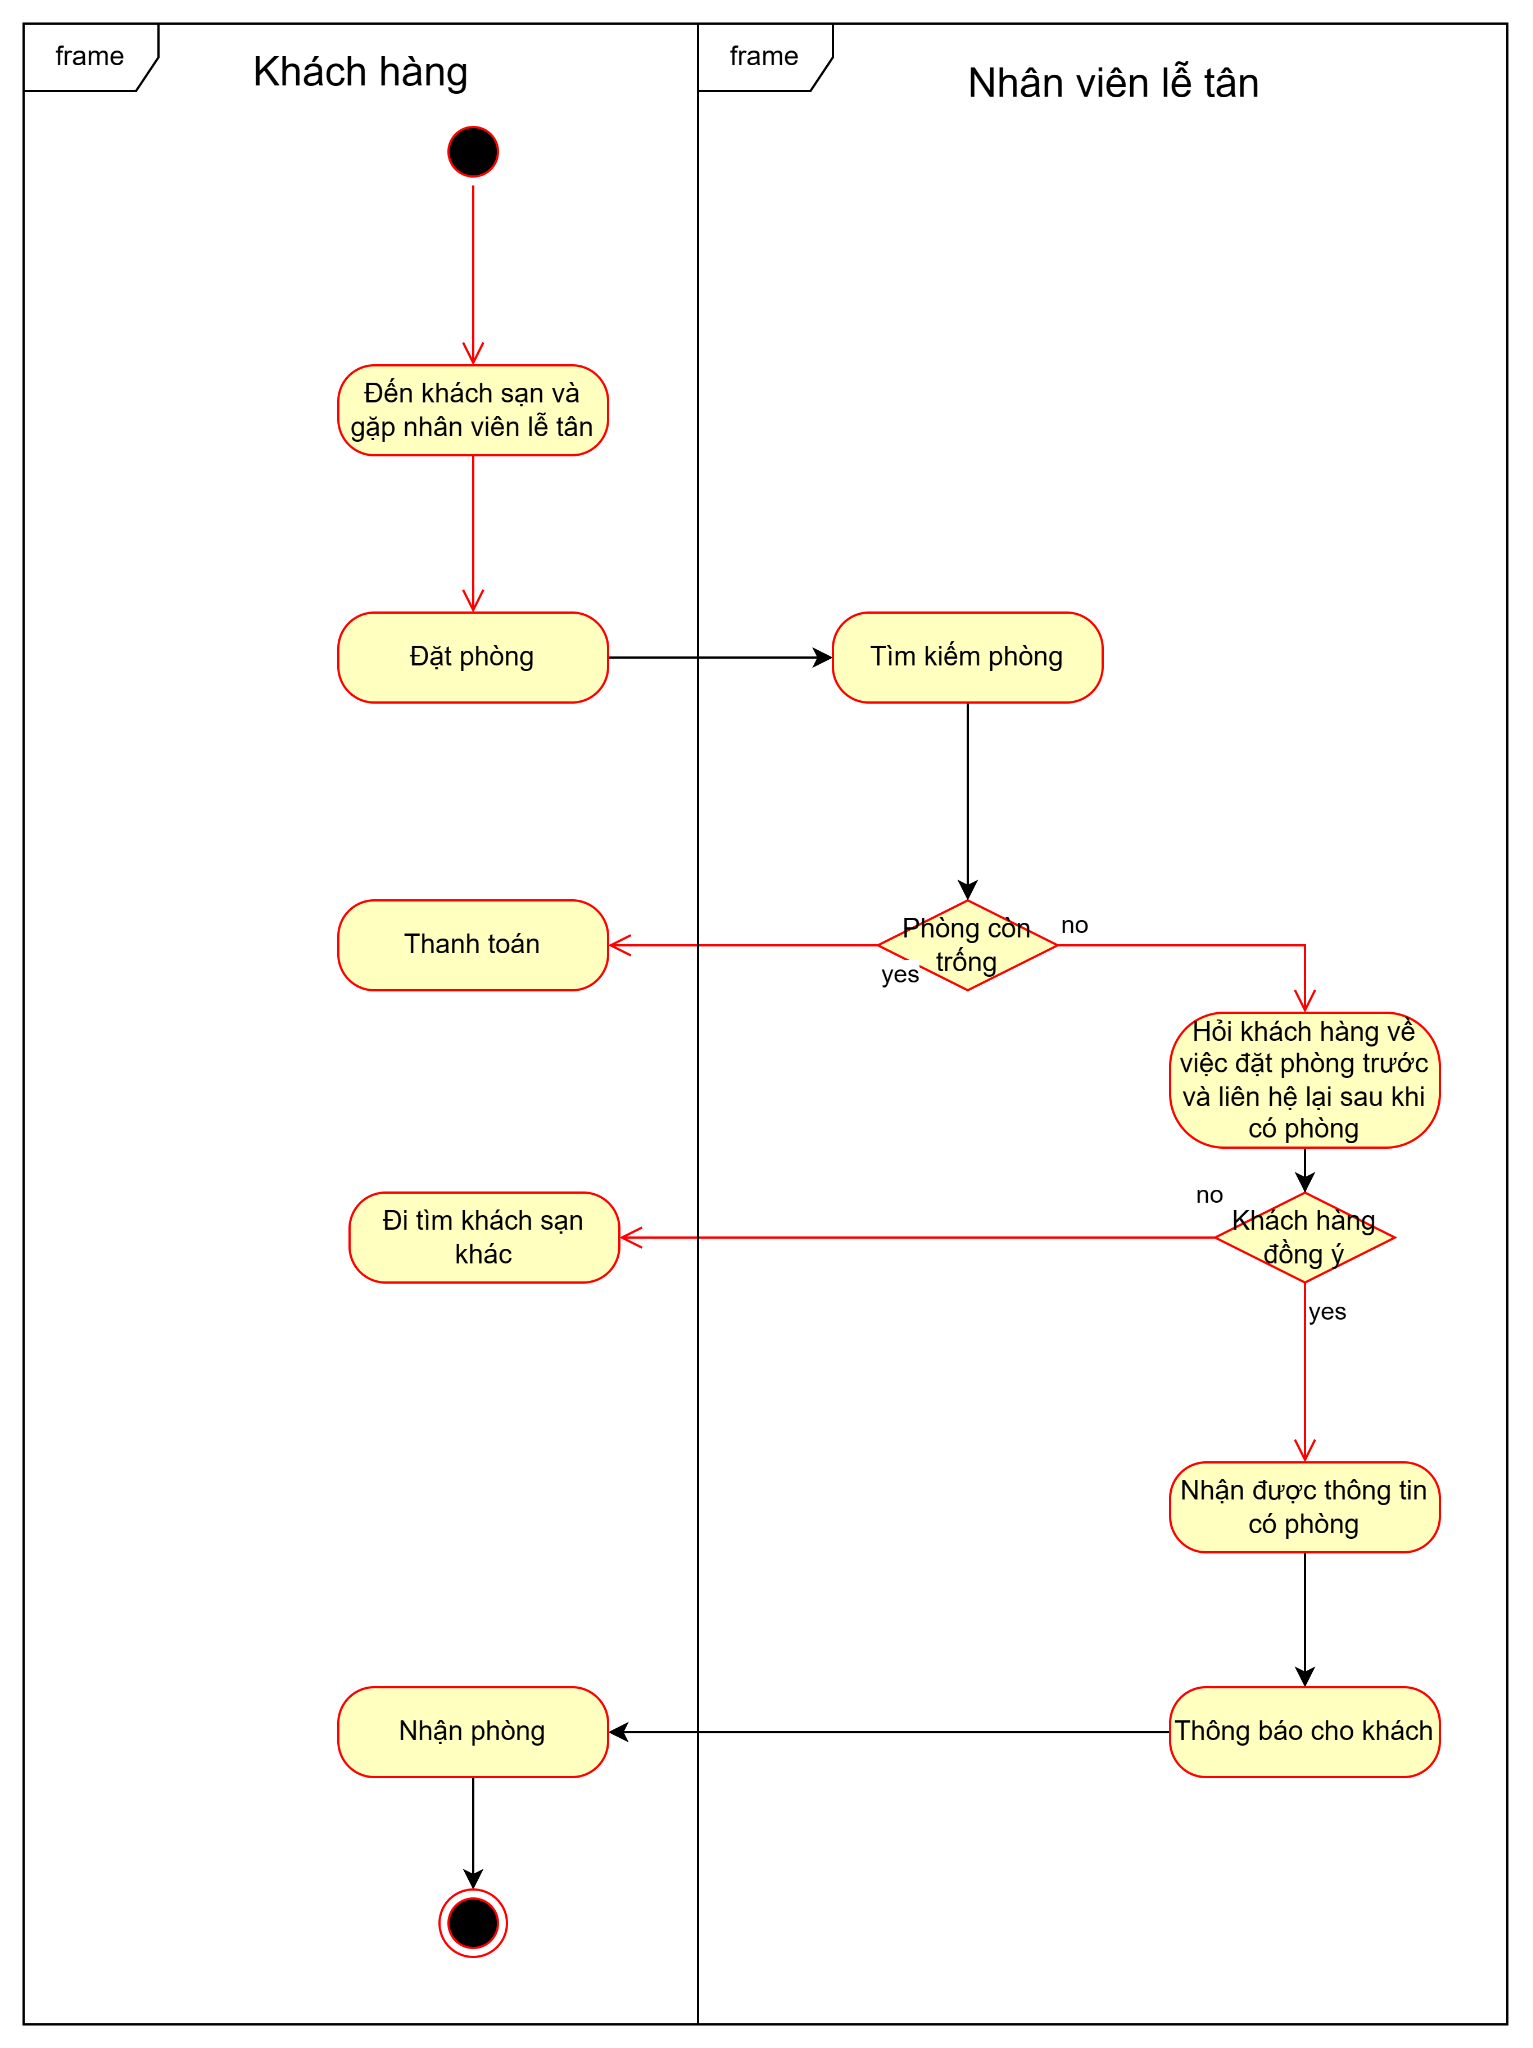 frame
Khách hàng
frame
Nhân viên lễ tân
Đến khách sạn và
gặp nhân viên lễ tân
Đặt phòng
Tìm kiếm phòng
Thanh toán
Phòng còn
trống
yes
no
Hỏi khách hàng về
việc đặt phòng trước
và liên hệ lại sau khi
có phòng
Đi tìm khách sạn
khác
no
Khách hàng
đồng ý
yes
Nhận được thông tin
có phòng
Nhận phòng
Thông báo cho khách